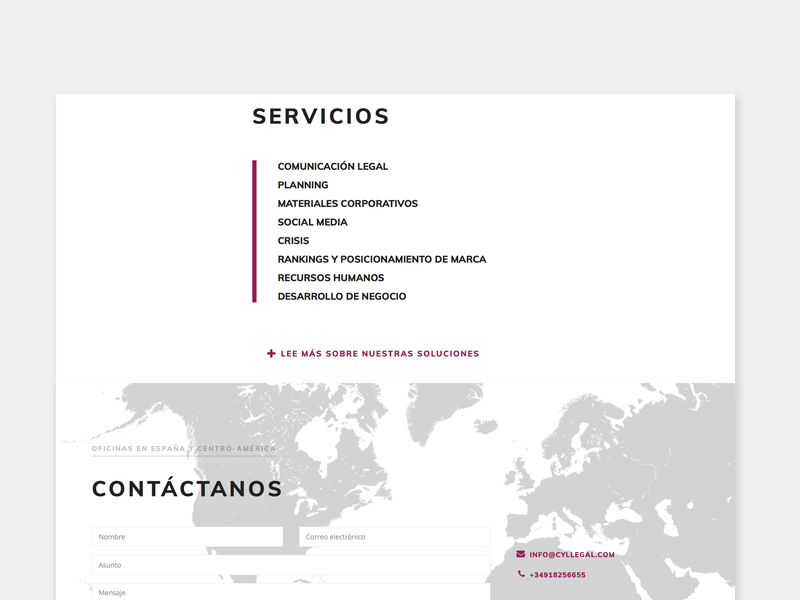 SERVICIOS
COMUNICACIÓN LEGAL
PLANNING
MATERIALES CORPORATIVOS
SOCIAL MEDIA
CRISIS
RANKINGS Y POSICIONAMIENTO DE MARCA
RECURSOS HUMANOS
DESARROLLO DE NEGOCIO
LEE MÁS SOBRE NUESTRAS SOLUCIONES
OFICINAS EN ESPAÑA Y CENTRO-AMÉRICA
CONTÁCTANOS
Nombre
Correo electrónico
Asunto
Mensaje
INFO@CYLLEGAL.COM
+34918256655